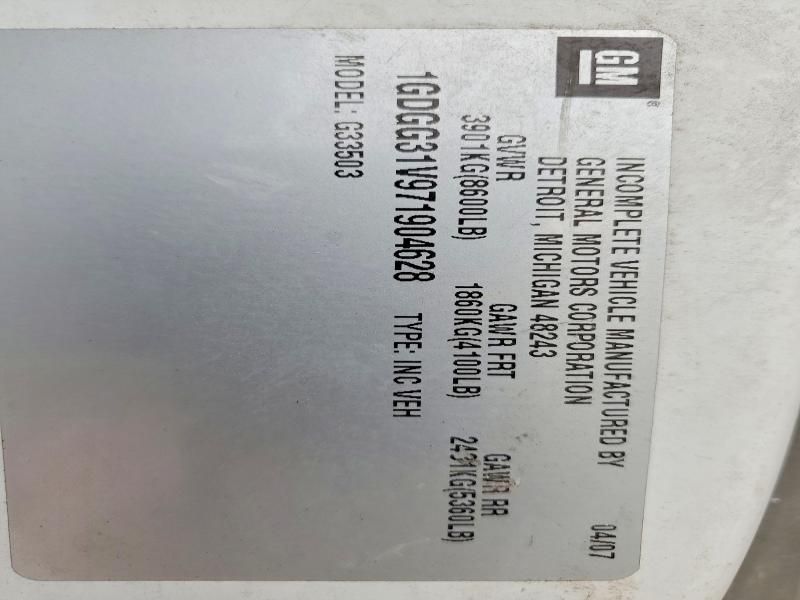 GM
INCOMPLETE VEHICLE MANUFACTURED BY 04/07
GENERAL MOTORS CORPORATION
DETROIT, MICHIGAN 48243
GVWR GAWR FRT GAWR RR
3901KG(8600LB) 1860KG(4100LB) 2431KG(5360LB)
1GDGG31V971904628 TYPE: INC VEH
MODEL: G33503